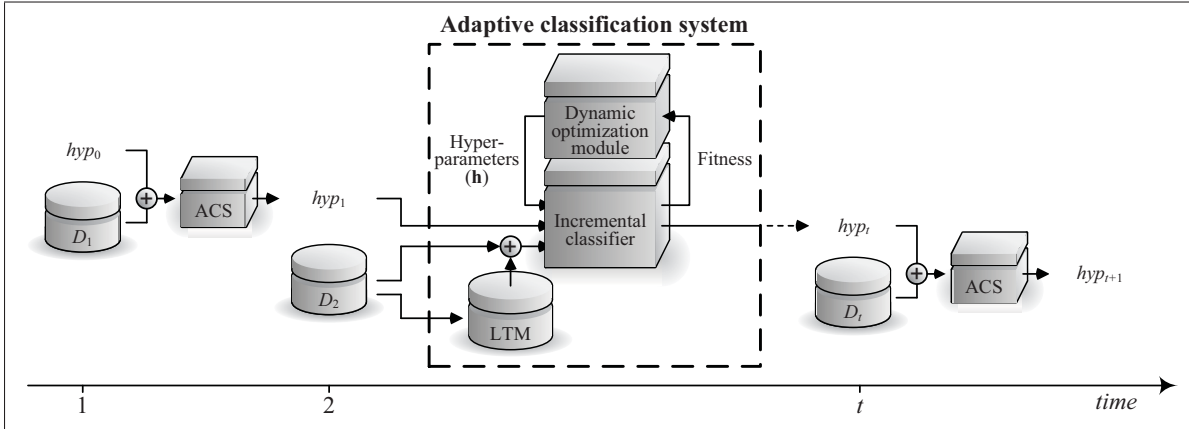 Adaptive classification system
hyp0
D1
ACS
hyp1
D2
Hyper-
parameters
(h)
Dynamic
optimization
module
Fitness
Incremental
classifier
LTM
hypt
Dt
ACS
hypt+1
1
2
t
time